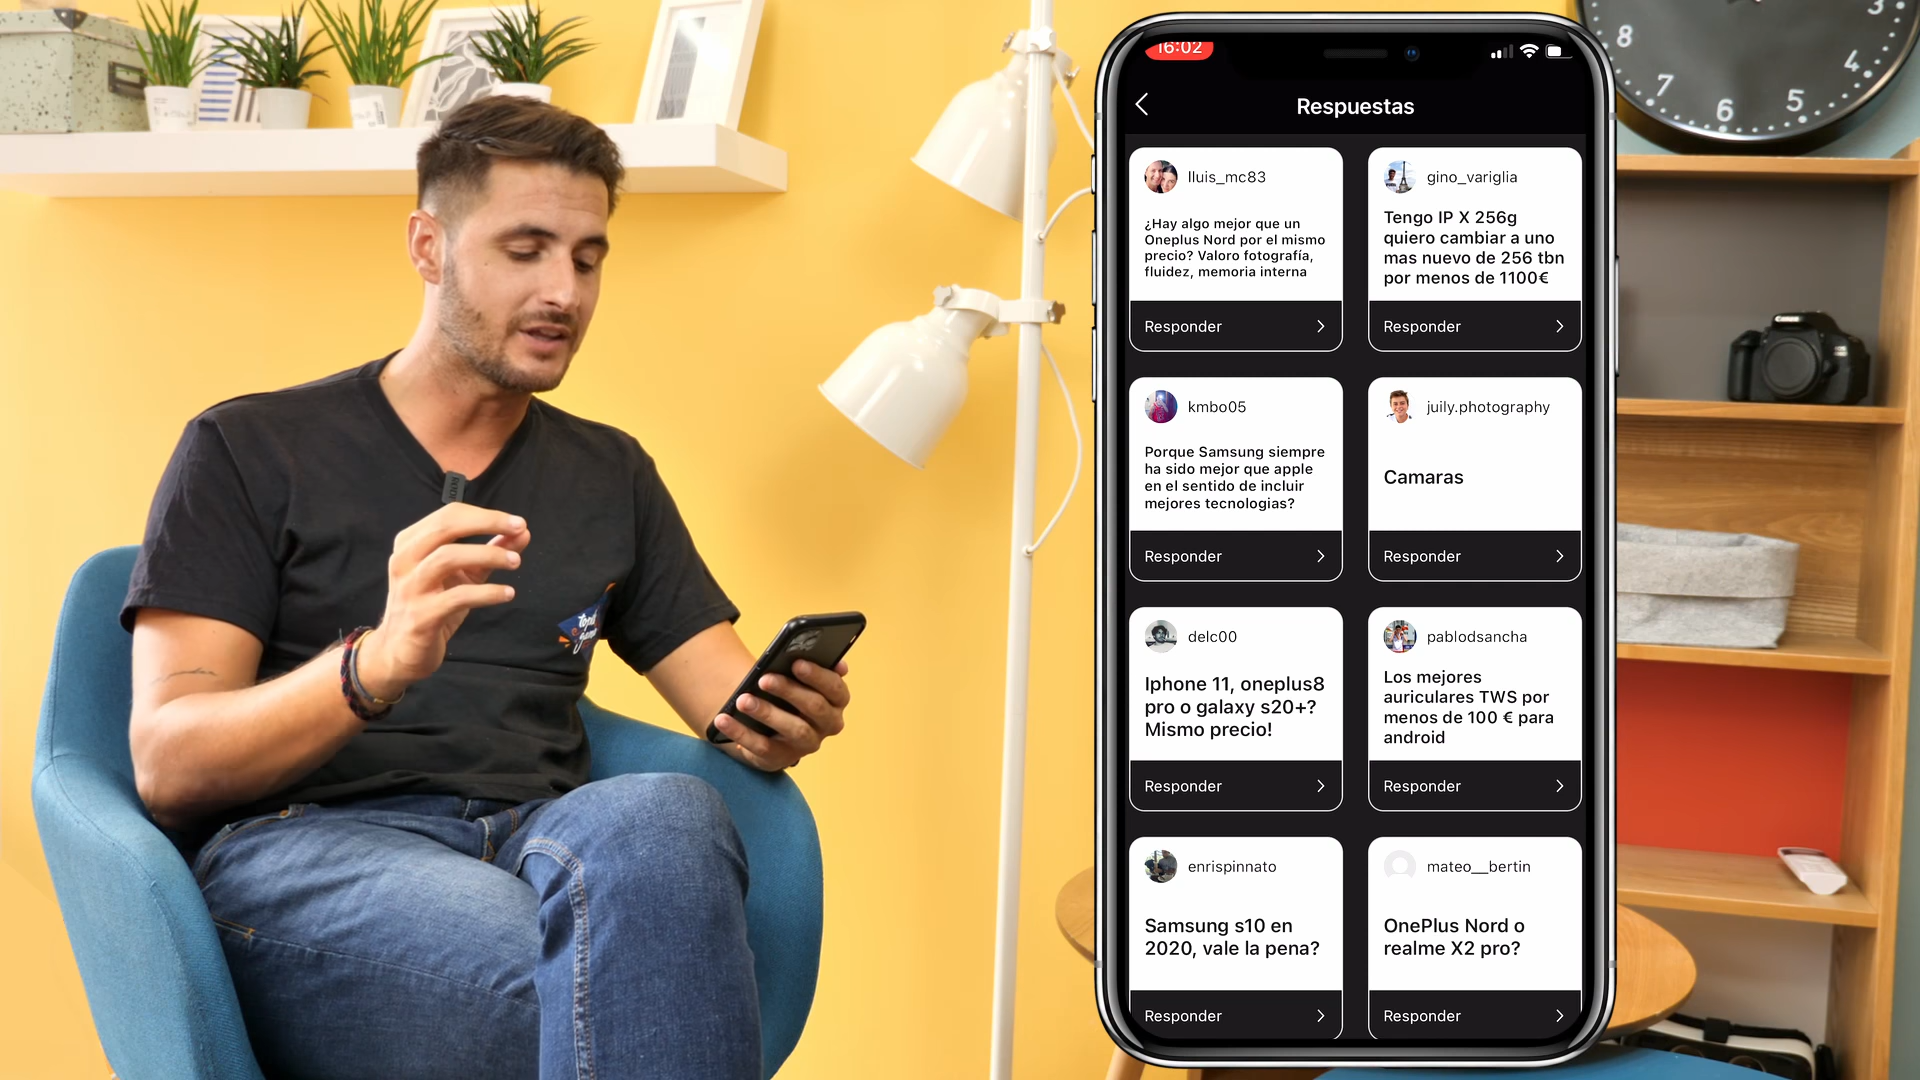 16:02
Respuestas
lluis_mc83
¿Hay algo mejor que un
Oneplus Nord por el mismo
precio? Valoro fotografía,
fluidez, memoria interna
Responder
gino_variglia
Tengo IP X 256g
quiero cambiar a uno
mas nuevo de 256 tbn
por menos de 1100€
Responder
kmbo05
Porque Samsung siempre
ha sido mejor que apple
en el sentido de incluir
mejores tecnologias?
Responder
juily.photography
Camaras
Responder
delc00
Iphone 11, oneplus8
pro o galaxy s20+?
Mismo precio!
Responder
pablodsancha
Los mejores
auriculares TWS por
menos de 100 € para
android
Responder
enrispinnato
Samsung s10 en
2020, vale la pena?
Responder
mateo__bertin
OnePlus Nord o
realme X2 pro?
Responder
8
7
6
5
4
3
Canon